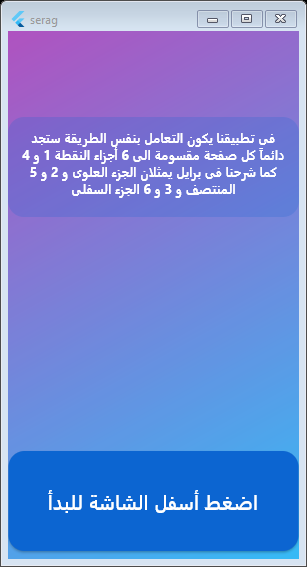 serag
فى تطبيقنا يكون التعامل بنفس الطريقة ستجد
دائماً كل صفحة مقسومة الى 6 أجزاء النقطة 1 و 4
كما شرحنا فى برايل يمثلان الجزء العلوى و 2 و 5
المنتصف و 3 و 6 الجزء السفلى
اضغط أسفل الشاشة للبدأ